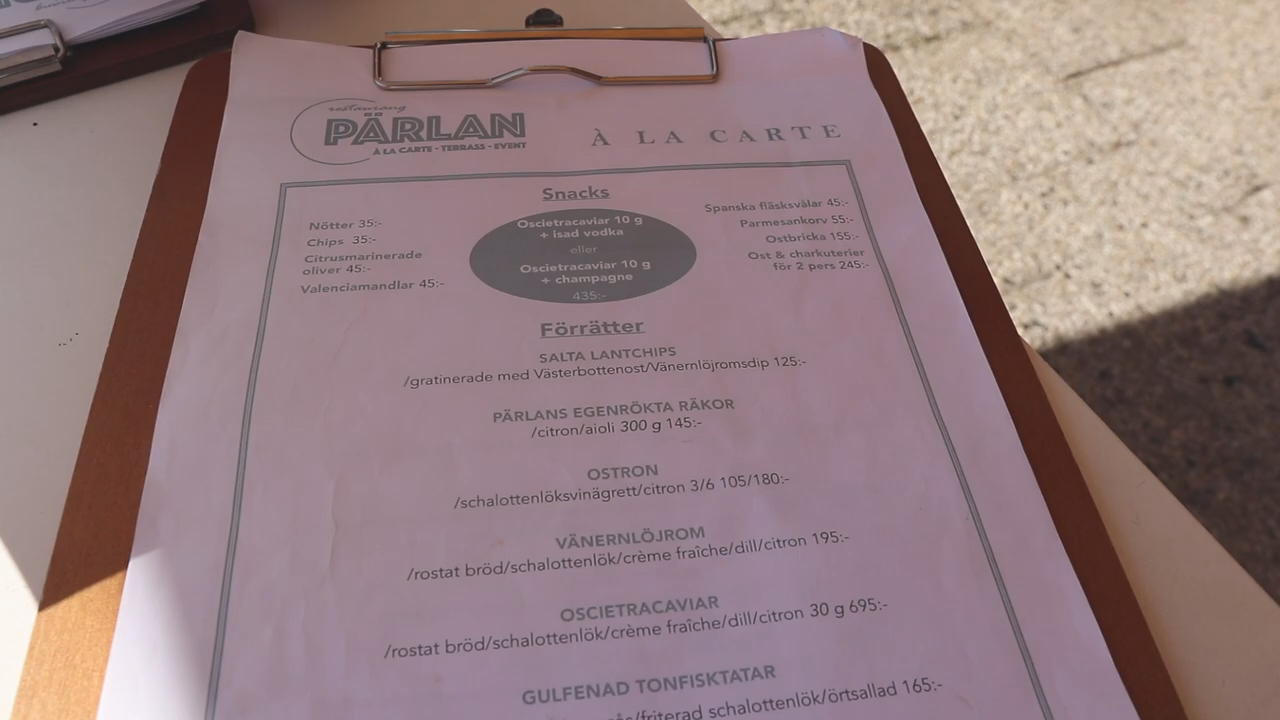 restaurang
PÄRLAN
À LA CARTE - TERRASS - EVENT
À LA CARTE
Snacks
Nötter 35:-
Chips 35:-
Citrusmarinerade
oliver 45:-
Valenciamandlar 45:-
Oscietracaviar 10 g
+ isad vodka
eller
Oscietracaviar 10 g
+ champagne
435:-
Spanska fläsksvålar 45:-
Parmesankorv 55:-
Ostbricka 155:-
Ost & charkuterier
för 2 pers 245:-
Förrätter
SALTA LANTCHIPS
/gratinerade med Västerbottenost/Vänernlöjromsdip 125:-
PÄRLANS EGENRÖKTA RÄKOR
/citron/aioli 300 g 145:-
OSTRON
/schalottenlöksvinägrett/citron 3/6 105/180:-
VÄNERNLÖJROM
/rostat bröd/schalottenlök/crème fraîche/dill/citron 195:-
OSCIETRACAVIAR
/rostat bröd/schalottenlök/crème fraîche/dill/citron 30 g 695:-
GULFENAD TONFISKTATAR
/friterad schalottenlök/örtsallad 165:-